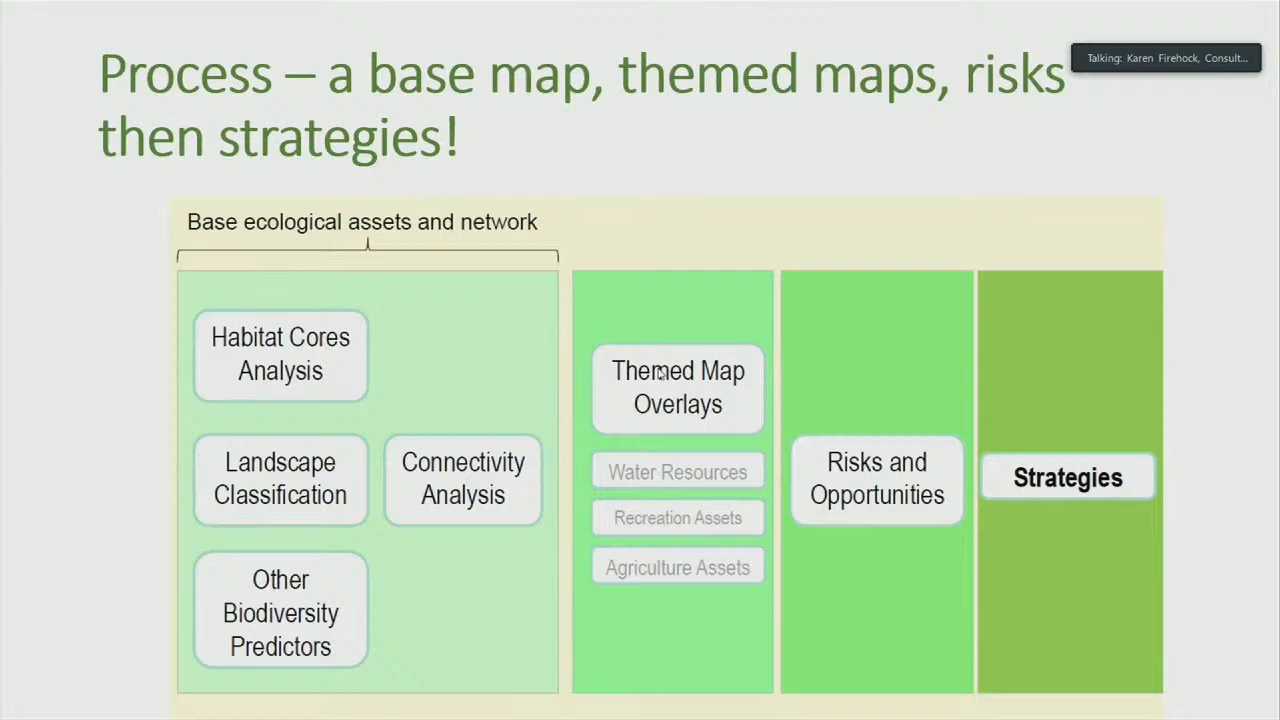 Process – a base map, themed maps, risks
then strategies!
Talking: Karen Firehock, Consult...
Base ecological assets and network
Habitat Cores
Analysis
Landscape
Classification
Other
Biodiversity
Predictors
Connectivity
Analysis
Themed Map
Overlays
Water Resources
Recreation Assets
Agriculture Assets
Risks and
Opportunities
Strategies